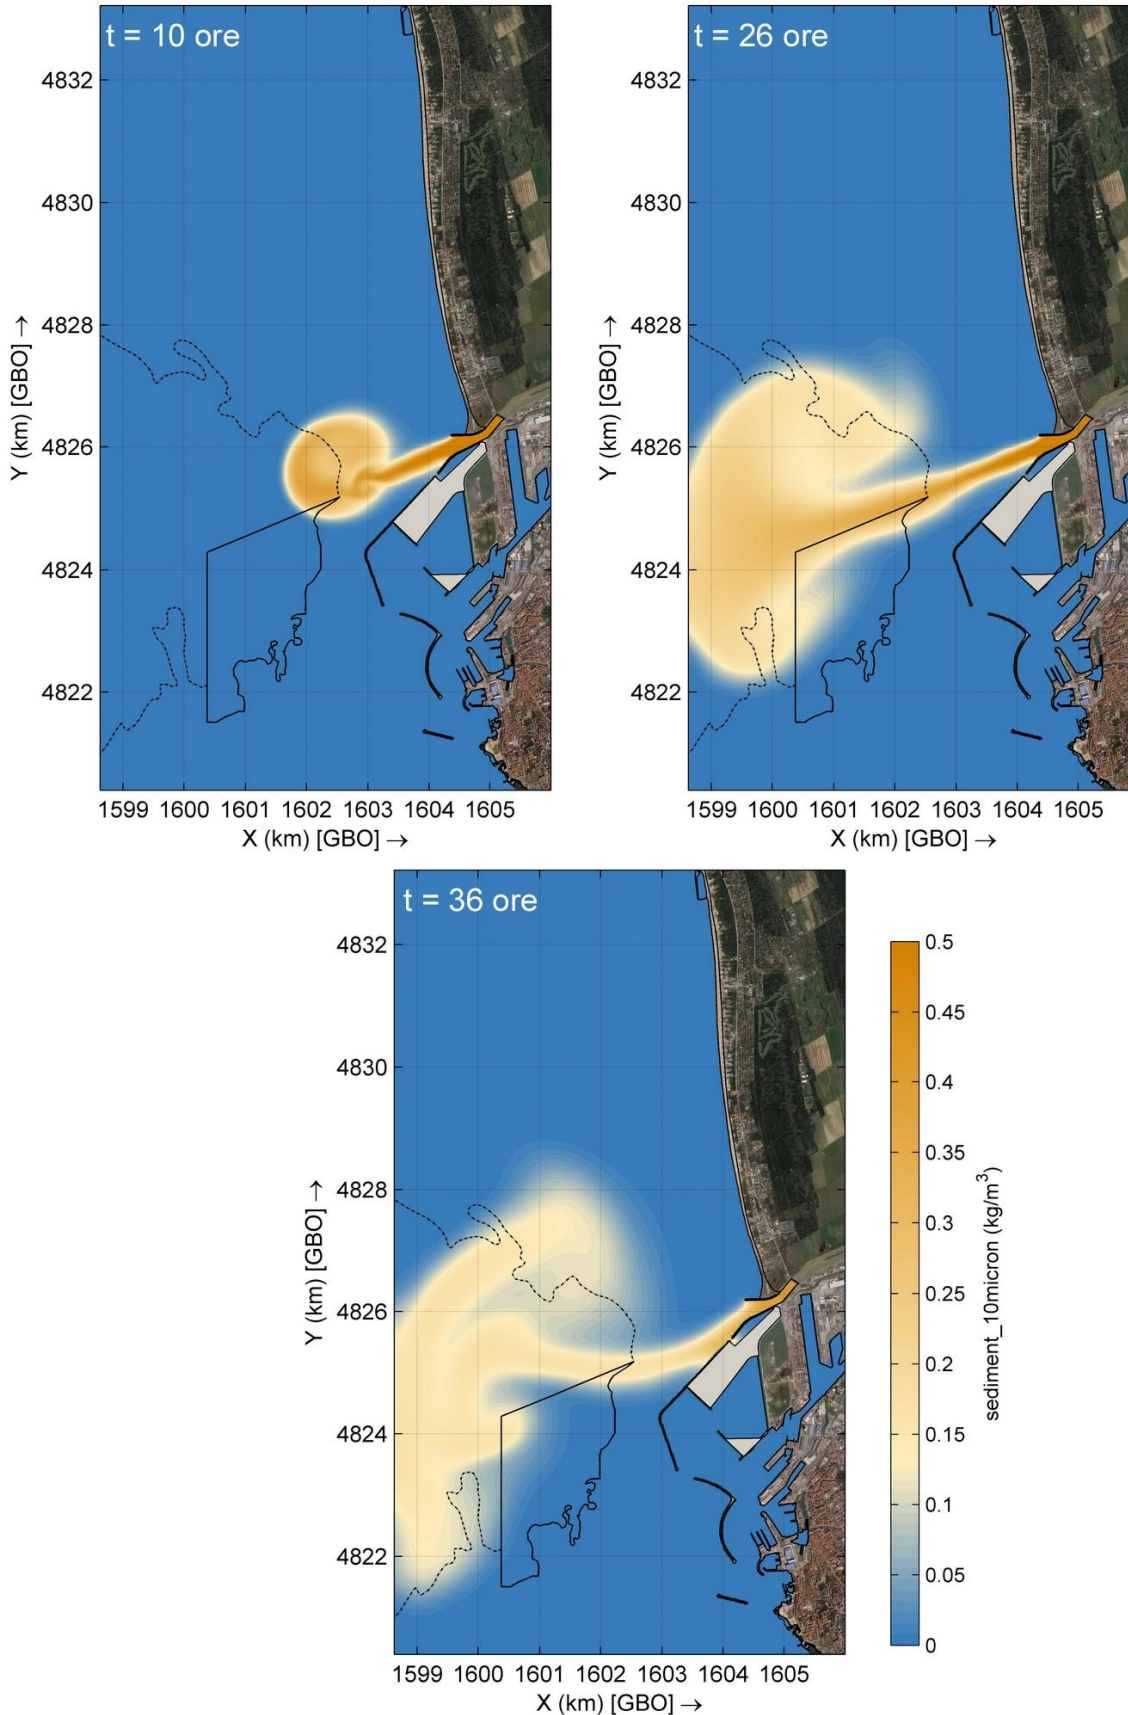 t = 10 ore
4832
4830
4828
4826
4824
4822
Y (km) [GBO] →
1599 1600 1601 1602 1603 1604 1605
X (km) [GBO] →
t = 26 ore
4832
4830
4828
4826
4824
4822
Y (km) [GBO] →
1599 1600 1601 1602 1603 1604 1605
X (km) [GBO] →
t = 36 ore
4832
4830
4828
4826
4824
4822
Y (km) [GBO] →
1599 1600 1601 1602 1603 1604 1605
X (km) [GBO] →
0.5
0.45
0.4
0.35
0.3
0.25
0.2
0.15
0.1
0.05
0
sediment_10micron (kg/m³)